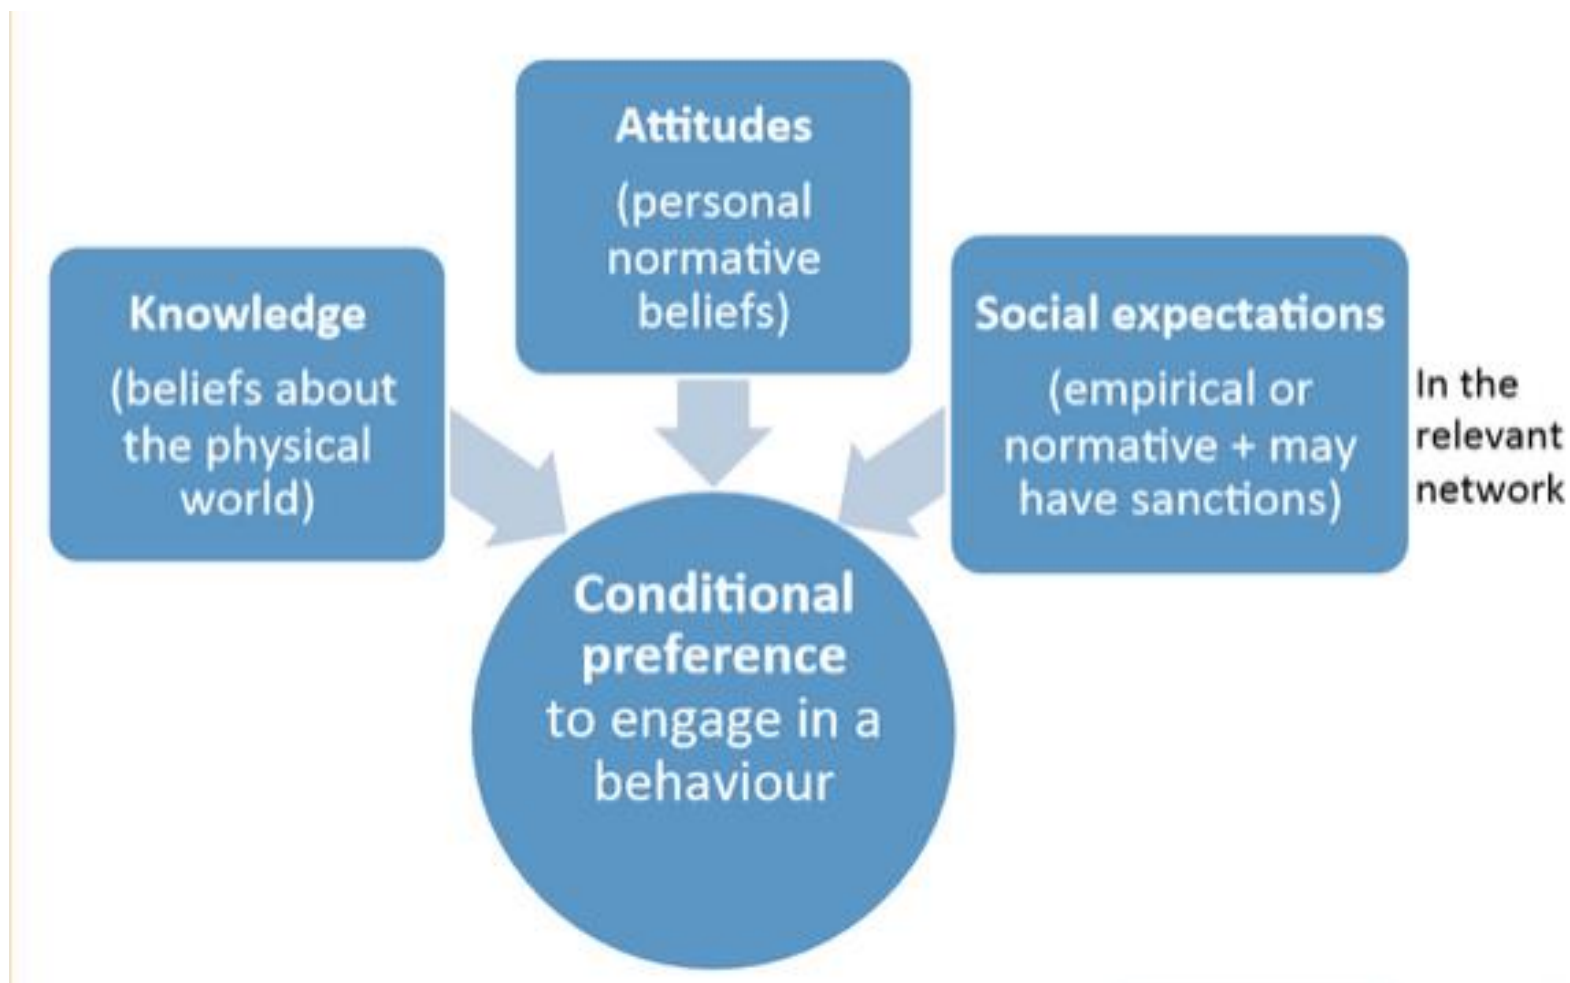 Attitudes
(personal
normative
beliefs)
Knowledge
(beliefs about
the physical
world)
Social expectations
(empirical or
normative + may
have sanctions)
In the
relevant
network
Conditional
preference
to engage in a
behaviour